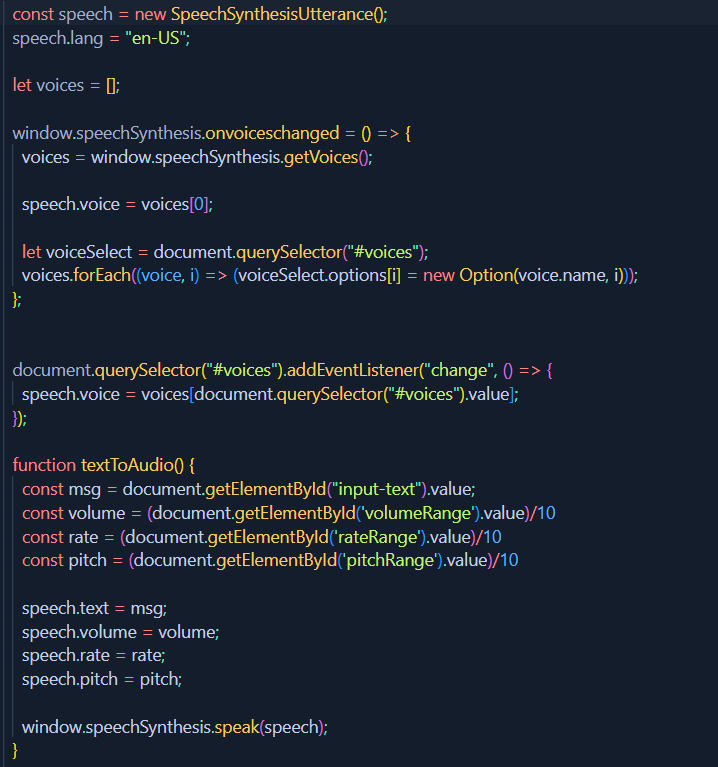 const speech = new SpeechSynthesisUtterance();
speech.lang = "en-US";
let voices = [];
window.speechSynthesis.onvoiceschanged = () => {
voices = window.speechSynthesis.getVoices();
speech.voice = voices[0];
let voiceSelect = document.querySelector("#voices");
voices.forEach((voice, i) => (voiceSelect.options[i] = new Option(voice.name, i)));
};
document.querySelector("#voices").addEventListener("change", () => {
speech.voice = voices[document.querySelector("#voices").value];
});
function textToAudio() {
const msg = document.getElementById("input-text").value;
const volume = (document.getElementById('volumeRange').value)/10
const rate = (document.getElementById('rateRange').value)/10
const pitch = (document.getElementById('pitchRange').value)/10
speech.text = msg;
speech.volume = volume;
speech.rate = rate;
speech.pitch = pitch;
window.speechSynthesis.speak(speech);
}